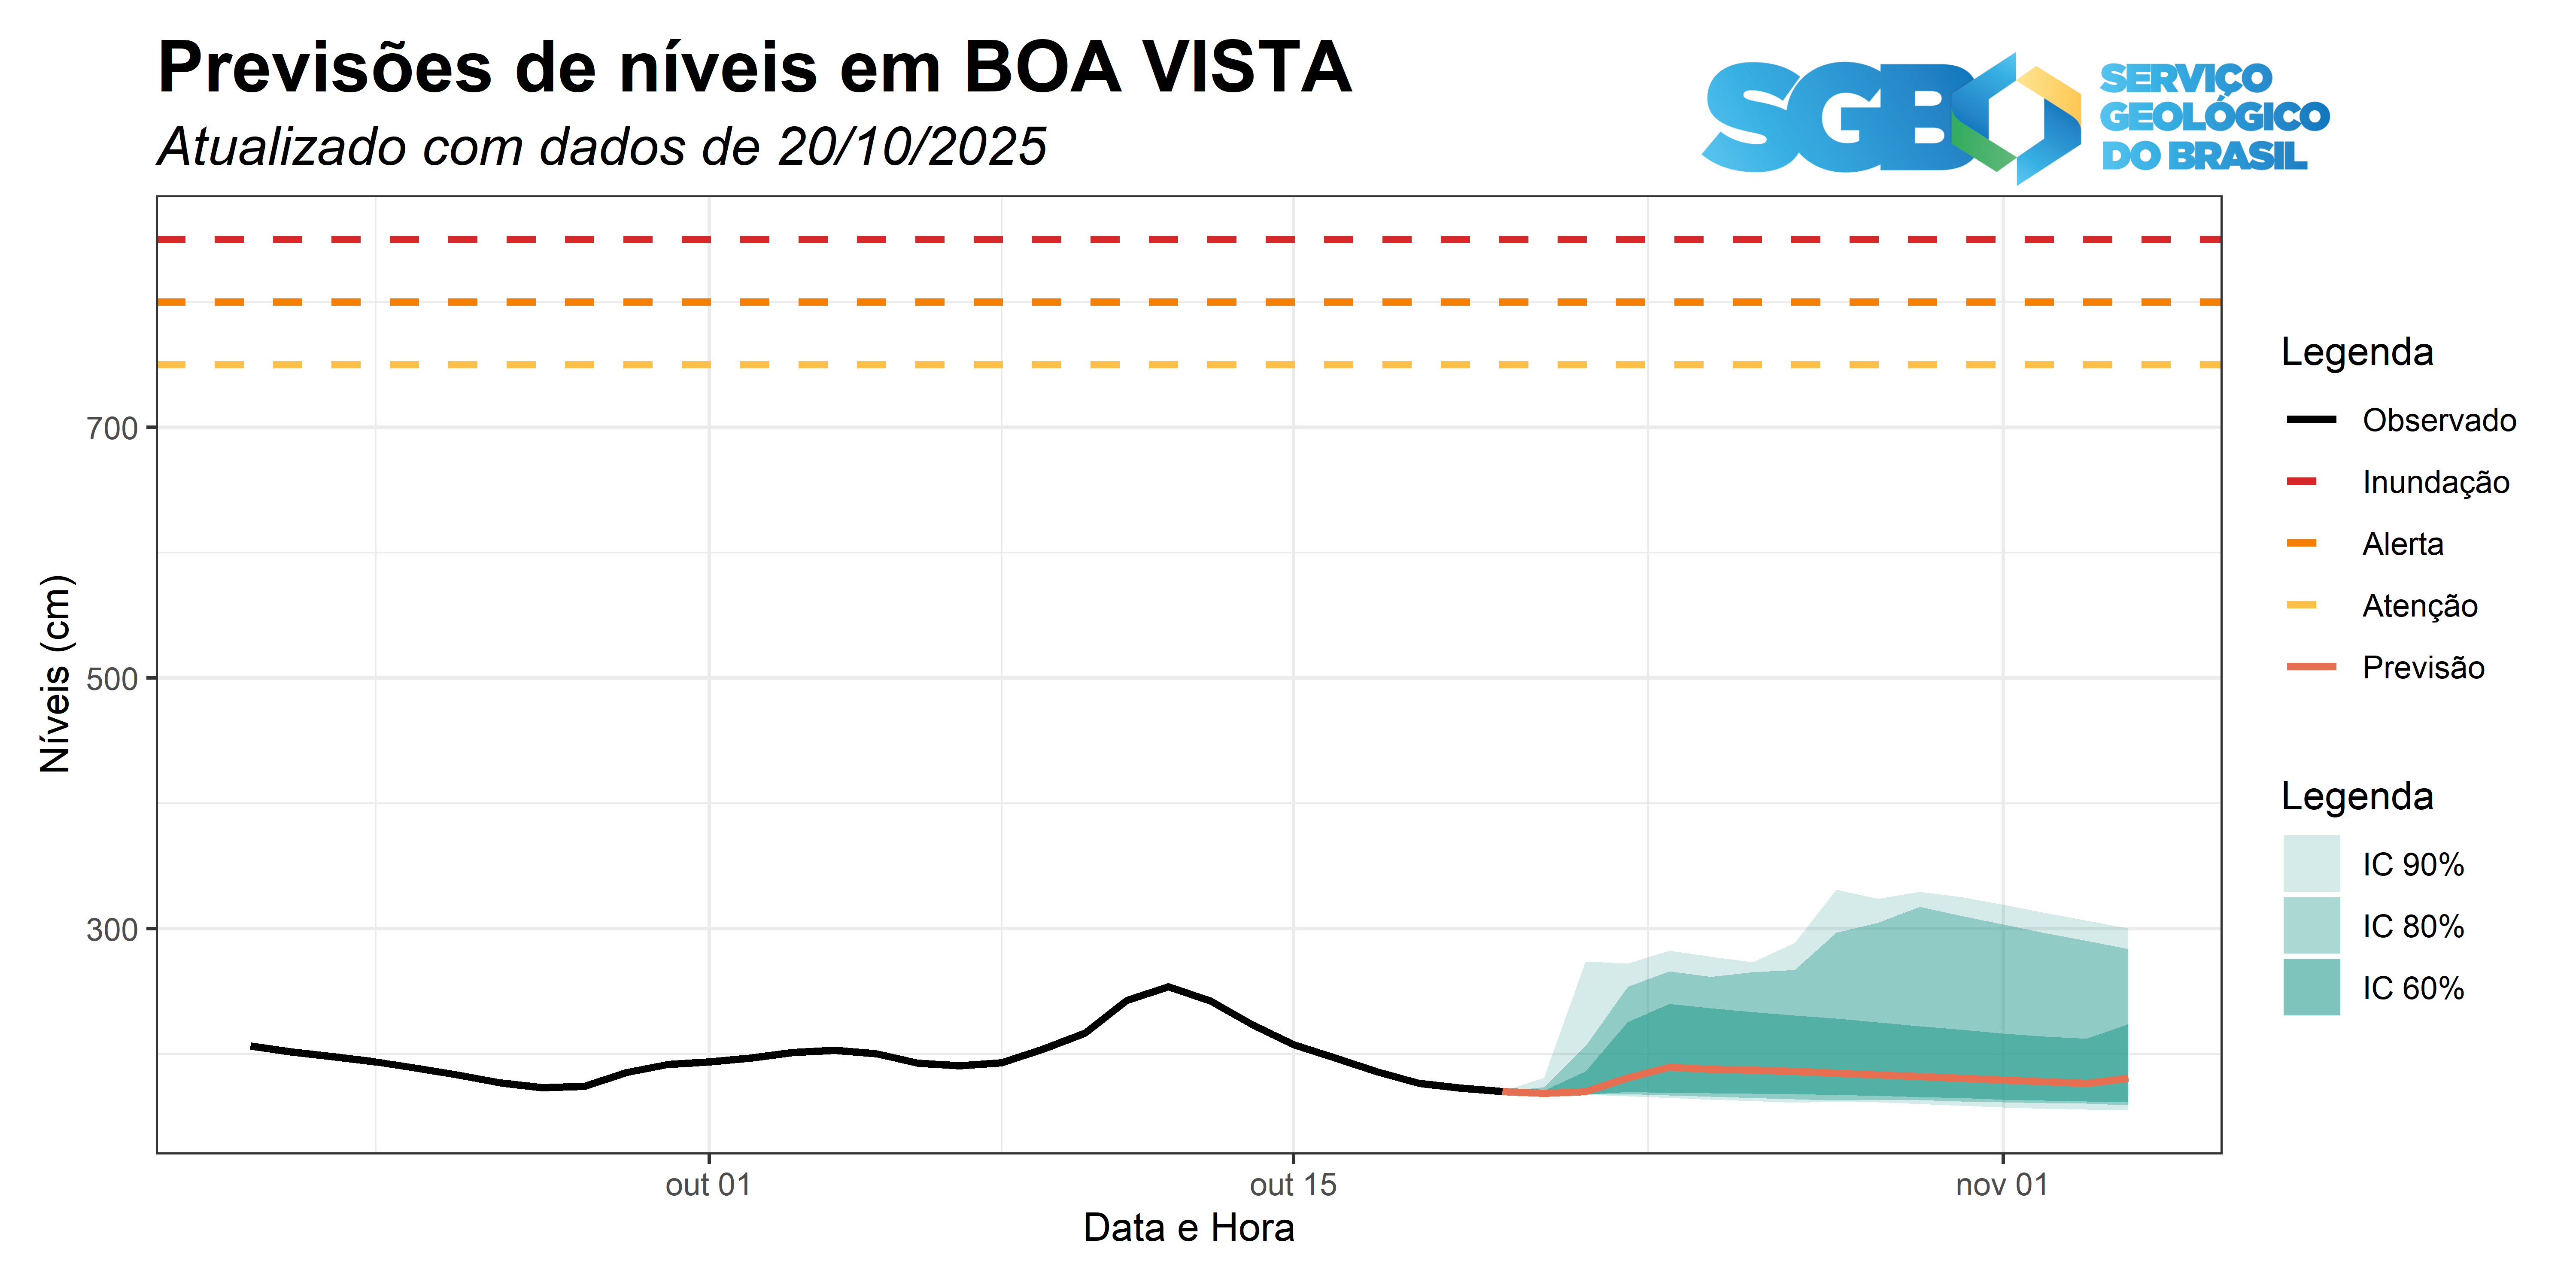 Previsões de níveis em BOA VISTA
Atualizado com dados de 20/10/2025
SGB
SERVIÇO
GEOLÓGICO
DO BRASIL
Níveis (cm)
700
500
300
out 01
out 15
nov 01
Data e Hora
Legenda
Observado
Inundação
Alerta
Atenção
Previsão
Legenda
IC 90%
IC 80%
IC 60%